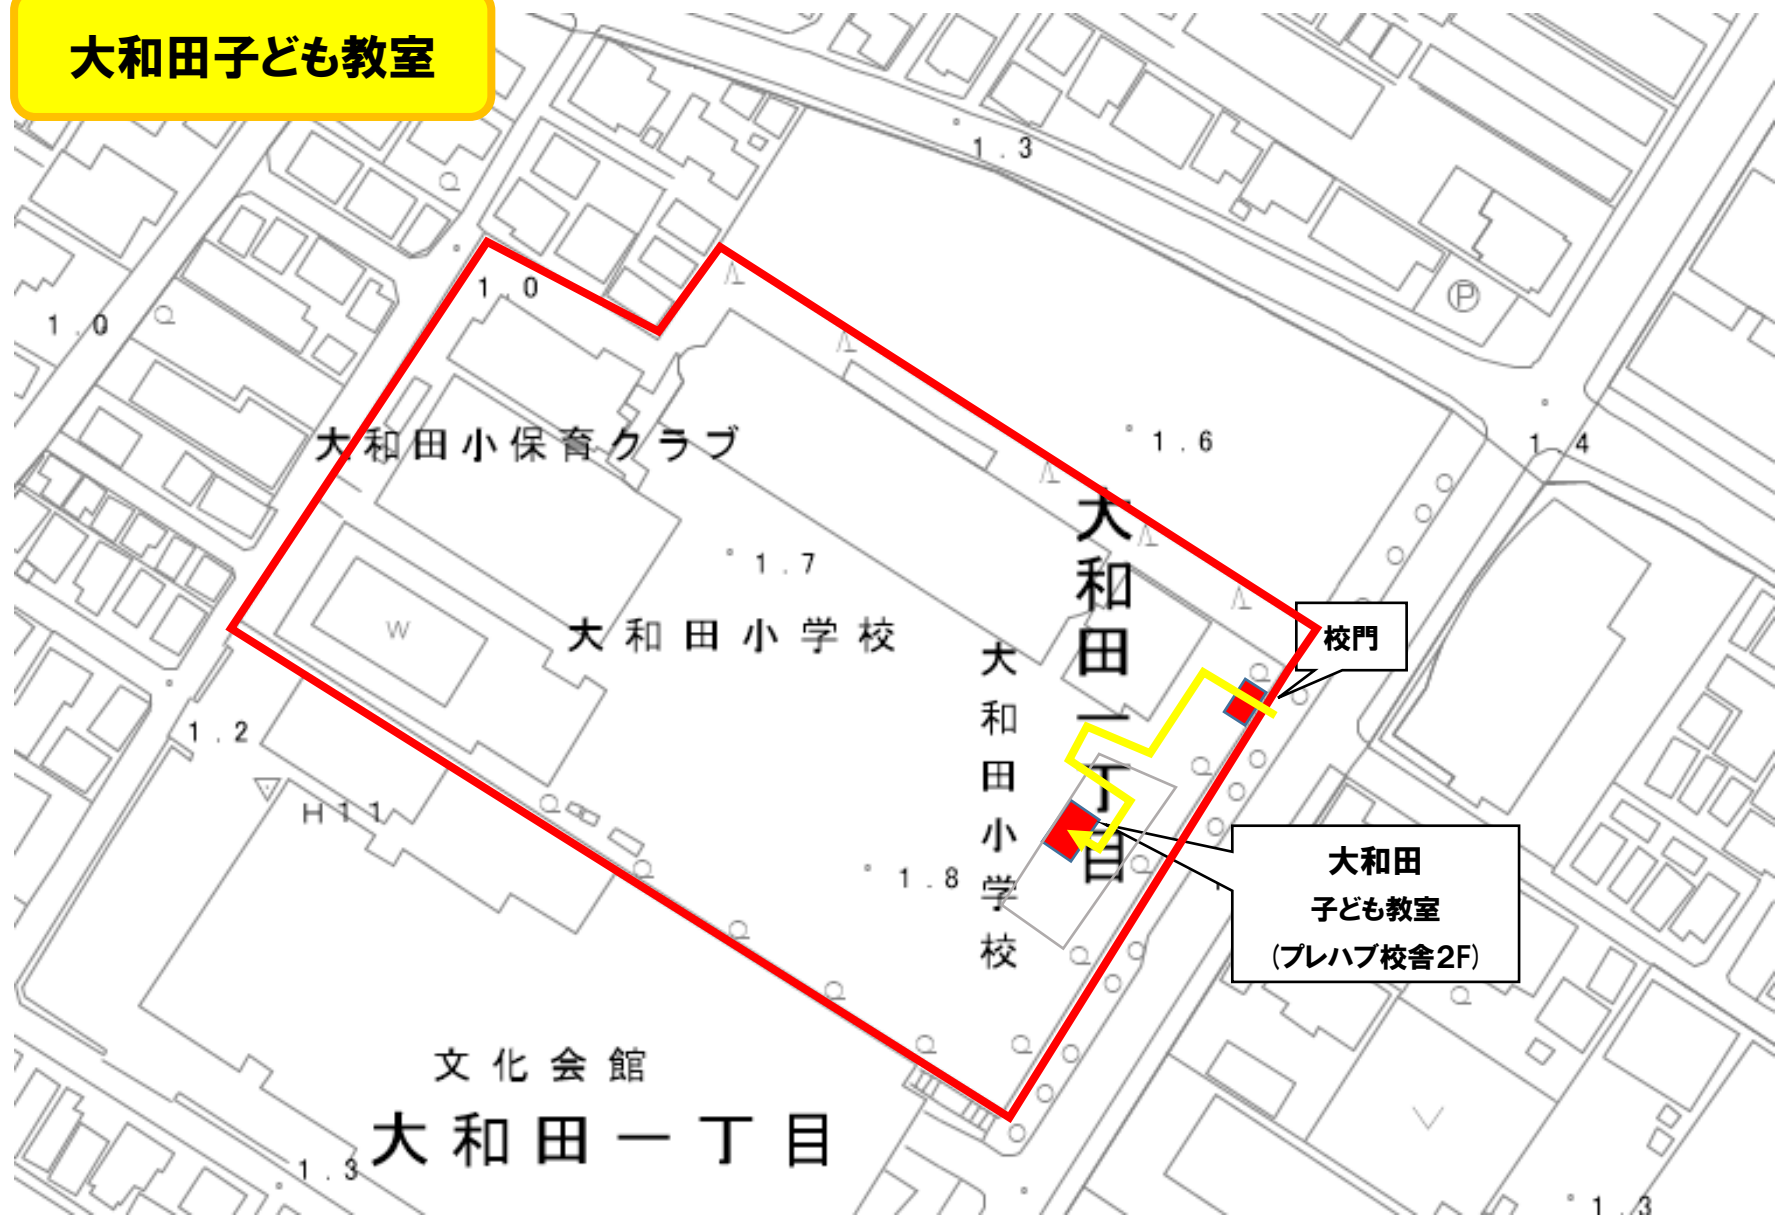 大和田子ども教室
1.3
1.0
1.0
1.6
1.4
大和田小保育クラブ
P
1.7
大和田一丁目
大和田小学校
W
校門
大和田小学校
1.2
H11
1.8
大和田
子ども教室
(プレハブ校舎2F)
文化会館
大和田一丁目
1.3
1.3